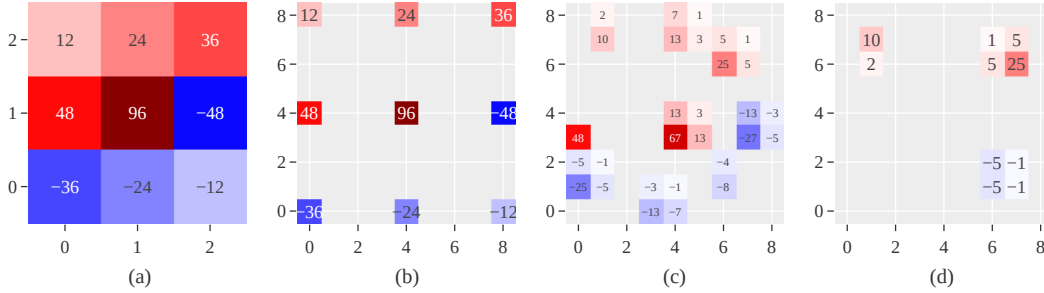 2 12 24 36
1 48 96 −48
0 −36 −24 −12
0 1 2
(a)
8 12 24 36
6
4 48 96 −48
2
0 −36 −24 −12
0 2 4 6 8
(b)
8 2 7 1
10 13 3 5 1
6 25 5
4 13 3 −13 −3
48 67 13 −27 −5
2 −5 −1 −4
−25 −5 −3 −1 −8
0 −13 −7
0 2 4 6 8
(c)
8
10 1 5
6 2 5 25
4
2 −5 −1
−5 −1
0
0 2 4 6 8
(d)